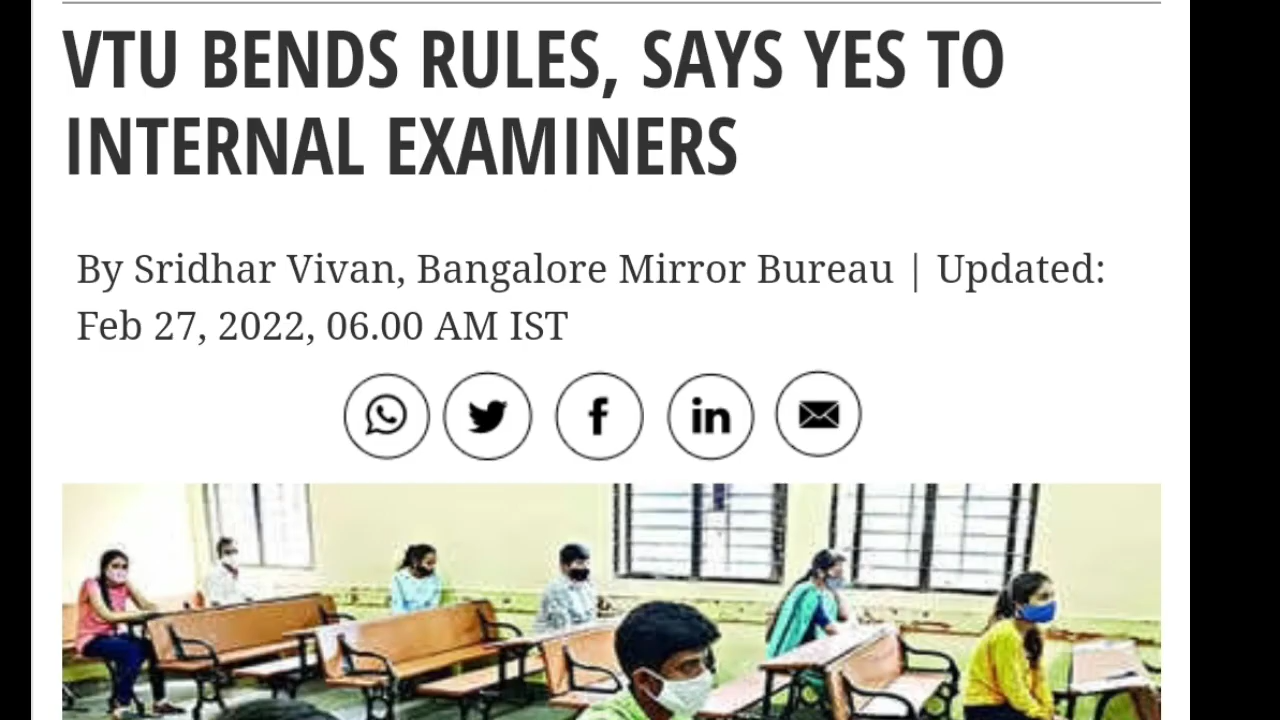 VTU BENDS RULES, SAYS YES TO
INTERNAL EXAMINERS
By Sridhar Vivan, Bangalore Mirror Bureau | Updated:
Feb 27, 2022, 06.00 AM IST